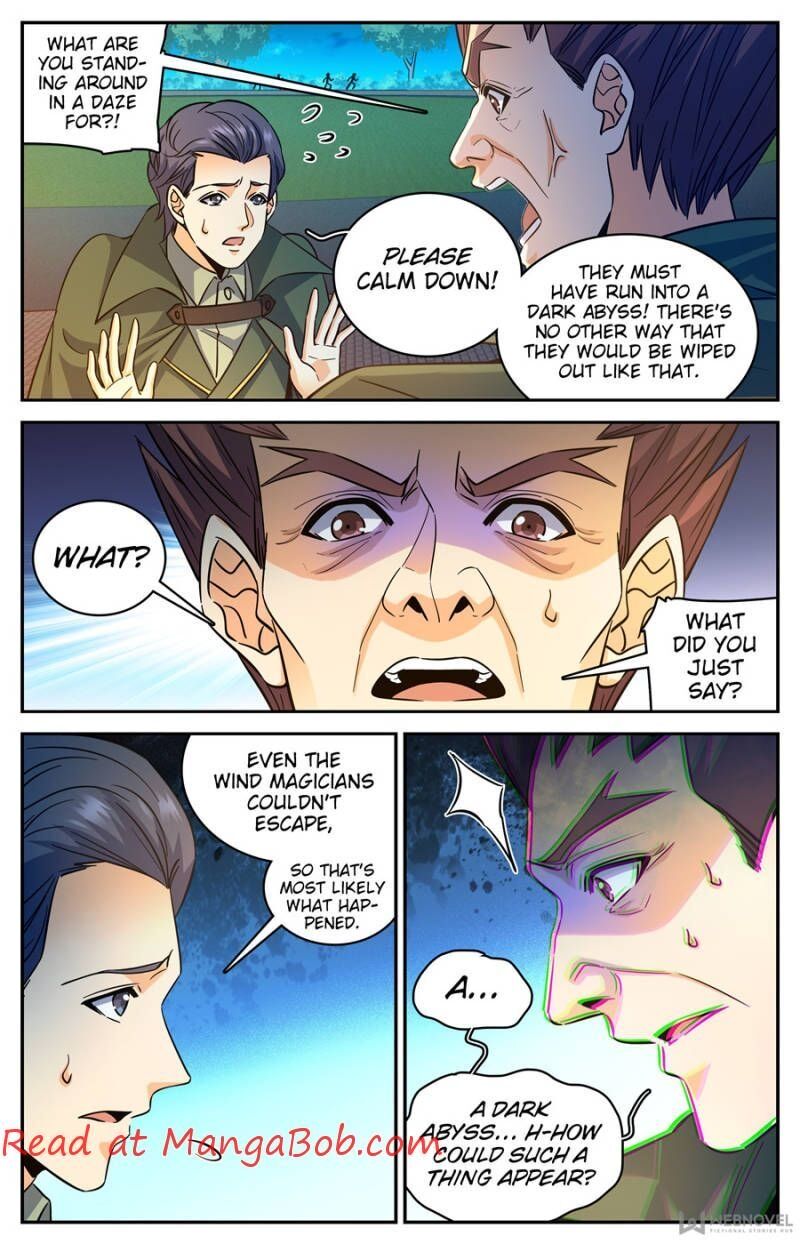 WHAT ARE
YOU STAND-
ING AROUND
IN A DAZE
FOR?!
PLEASE
CALM DOWN!
THEY MUST
HAVE RUN INTO A
DARK ABYSS! THERE'S
NO OTHER WAY THAT
THEY WOULD BE WIPED
OUT LIKE THAT.
WHAT?
WHAT
DID YOU
JUST
SAY?
EVEN THE
WIND MAGICIANS
COULDN'T
ESCAPE,
SO THAT'S
MOST LIKELY
WHAT HAP-
PENED.
A...
A DARK
ABYSS... H-HOW
COULD SUCH A
THING APPEAR?
Read at MangaBob.com
WEBNOVEL
FICTIONAL STORIES HUB